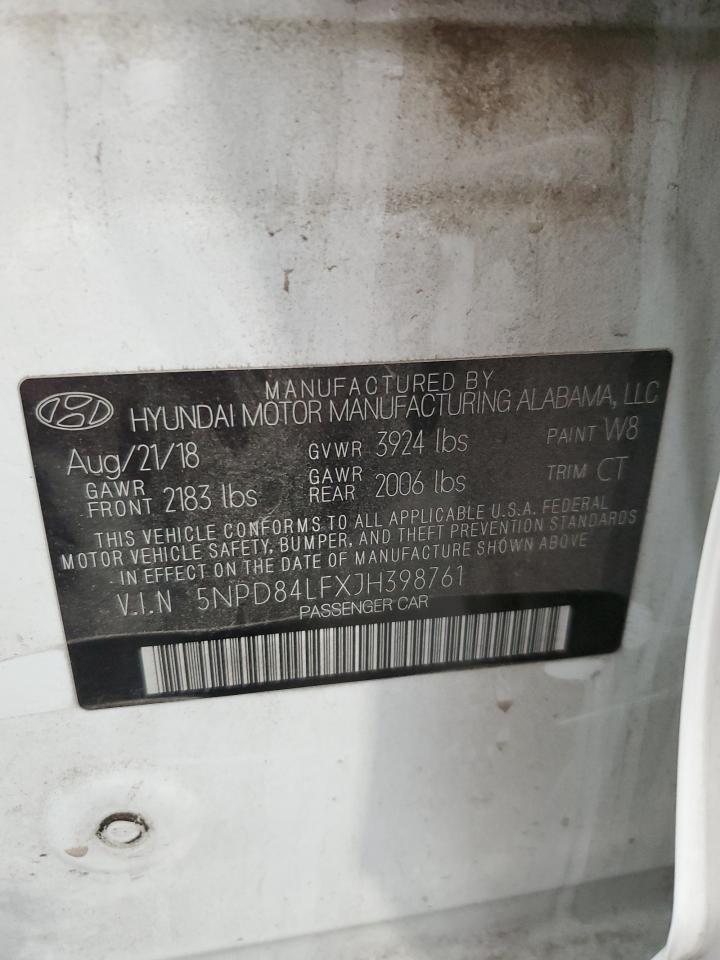 MANUFACTURED BY
HYUNDAI MOTOR MANUFACTURING ALABAMA, LLC
Aug/21/18 GVWR 3924 lbs PAINT W8
GAWR FRONT 2183 lbs GAWR REAR 2006 lbs TRIM CT
THIS VEHICLE CONFORMS TO ALL APPLICABLE U.S.A. FEDERAL
MOTOR VEHICLE SAFETY, BUMPER, AND THEFT PREVENTION STANDARDS
IN EFFECT ON THE DATE OF MANUFACTURE SHOWN ABOVE
V.I.N 5NPD84LFXJH398761
PASSENGER CAR